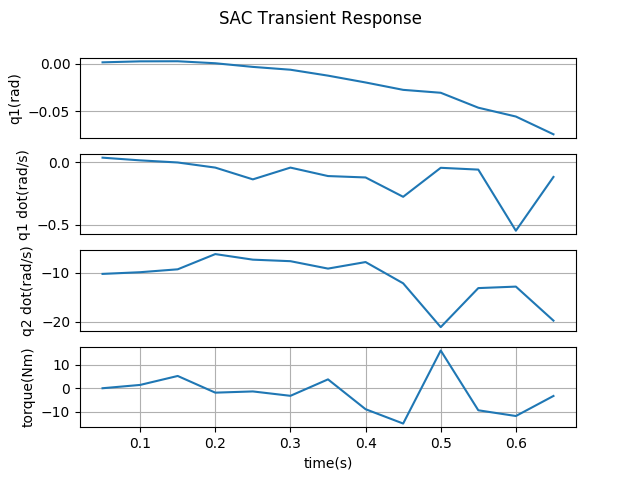 SAC Transient Response
q1(rad)
0.00
−0.05
q1 dot(rad/s)
0.0
−0.5
q2 dot(rad/s)
−10
−20
torque(Nm)
10
0
−10
0.1 0.2 0.3 0.4 0.5 0.6
time(s)